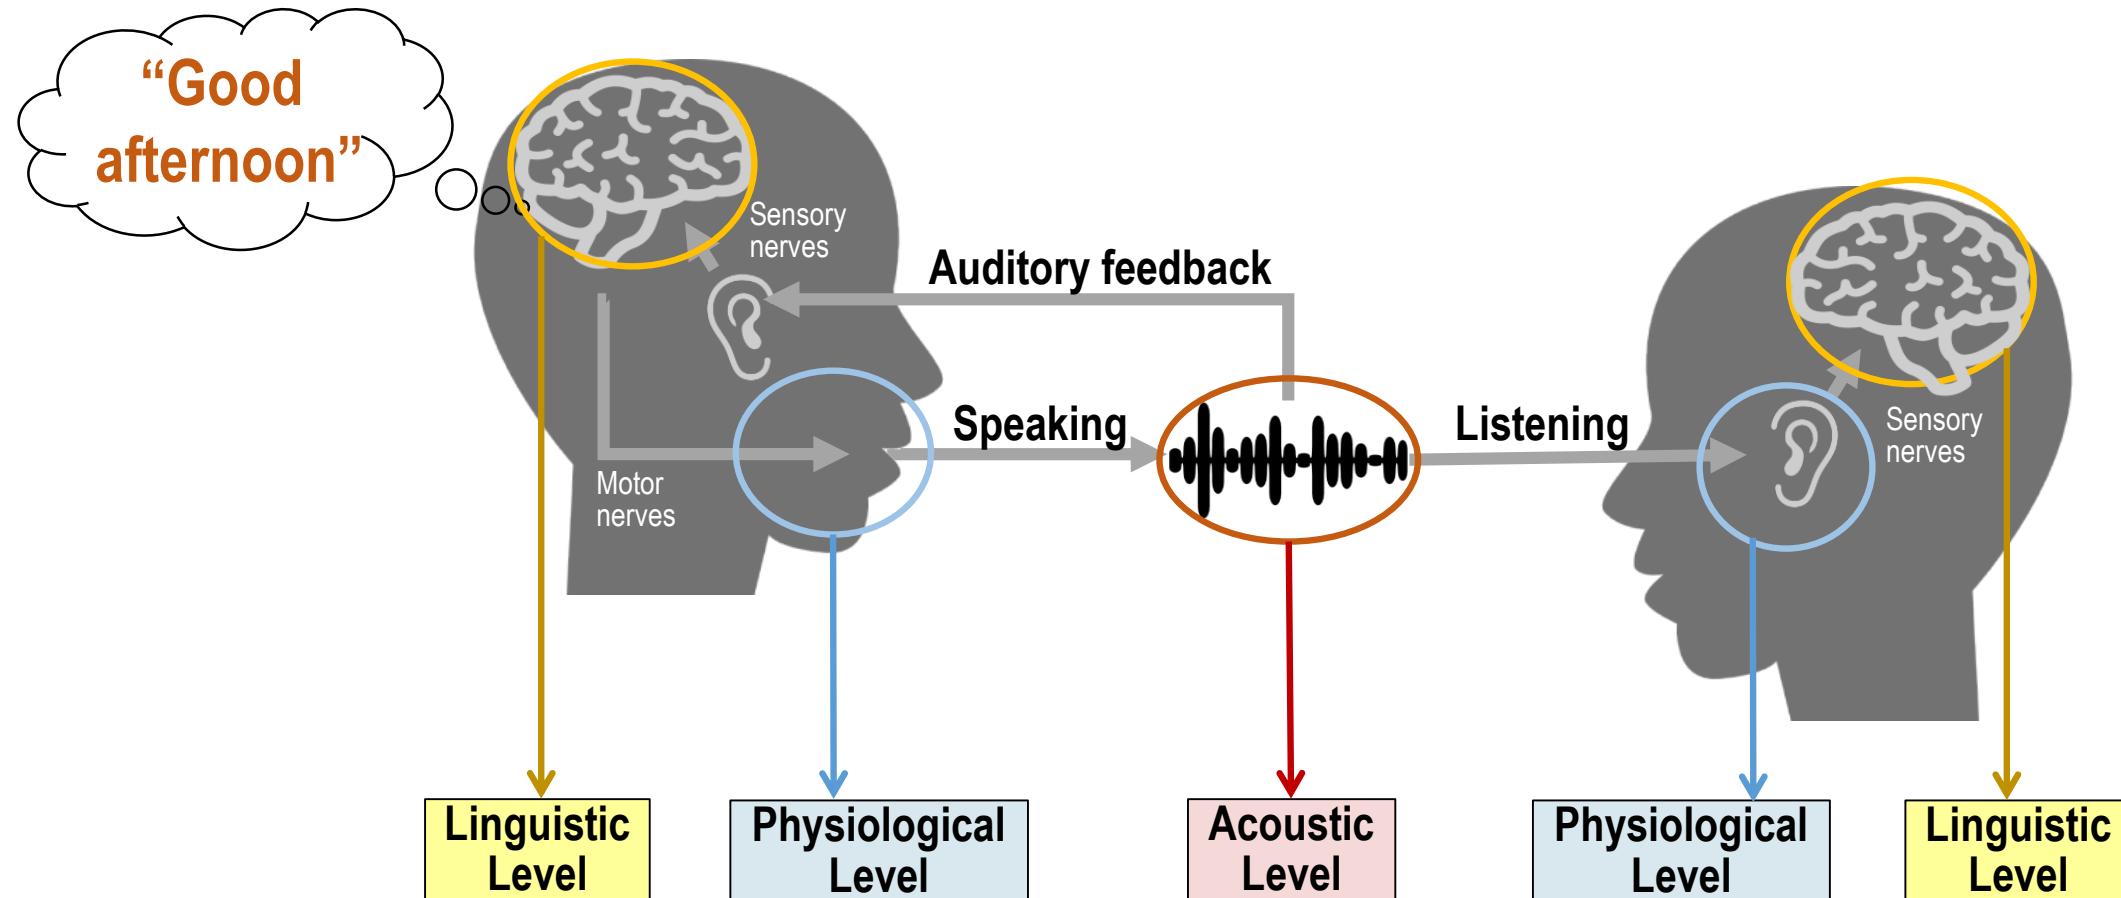 “Good
afternoon”
Sensory
nerves
Auditory feedback
Speaking
Listening
Motor
nerves
Sensory
nerves
Linguistic
Level
Physiological
Level
Acoustic
Level
Physiological
Level
Linguistic
Level